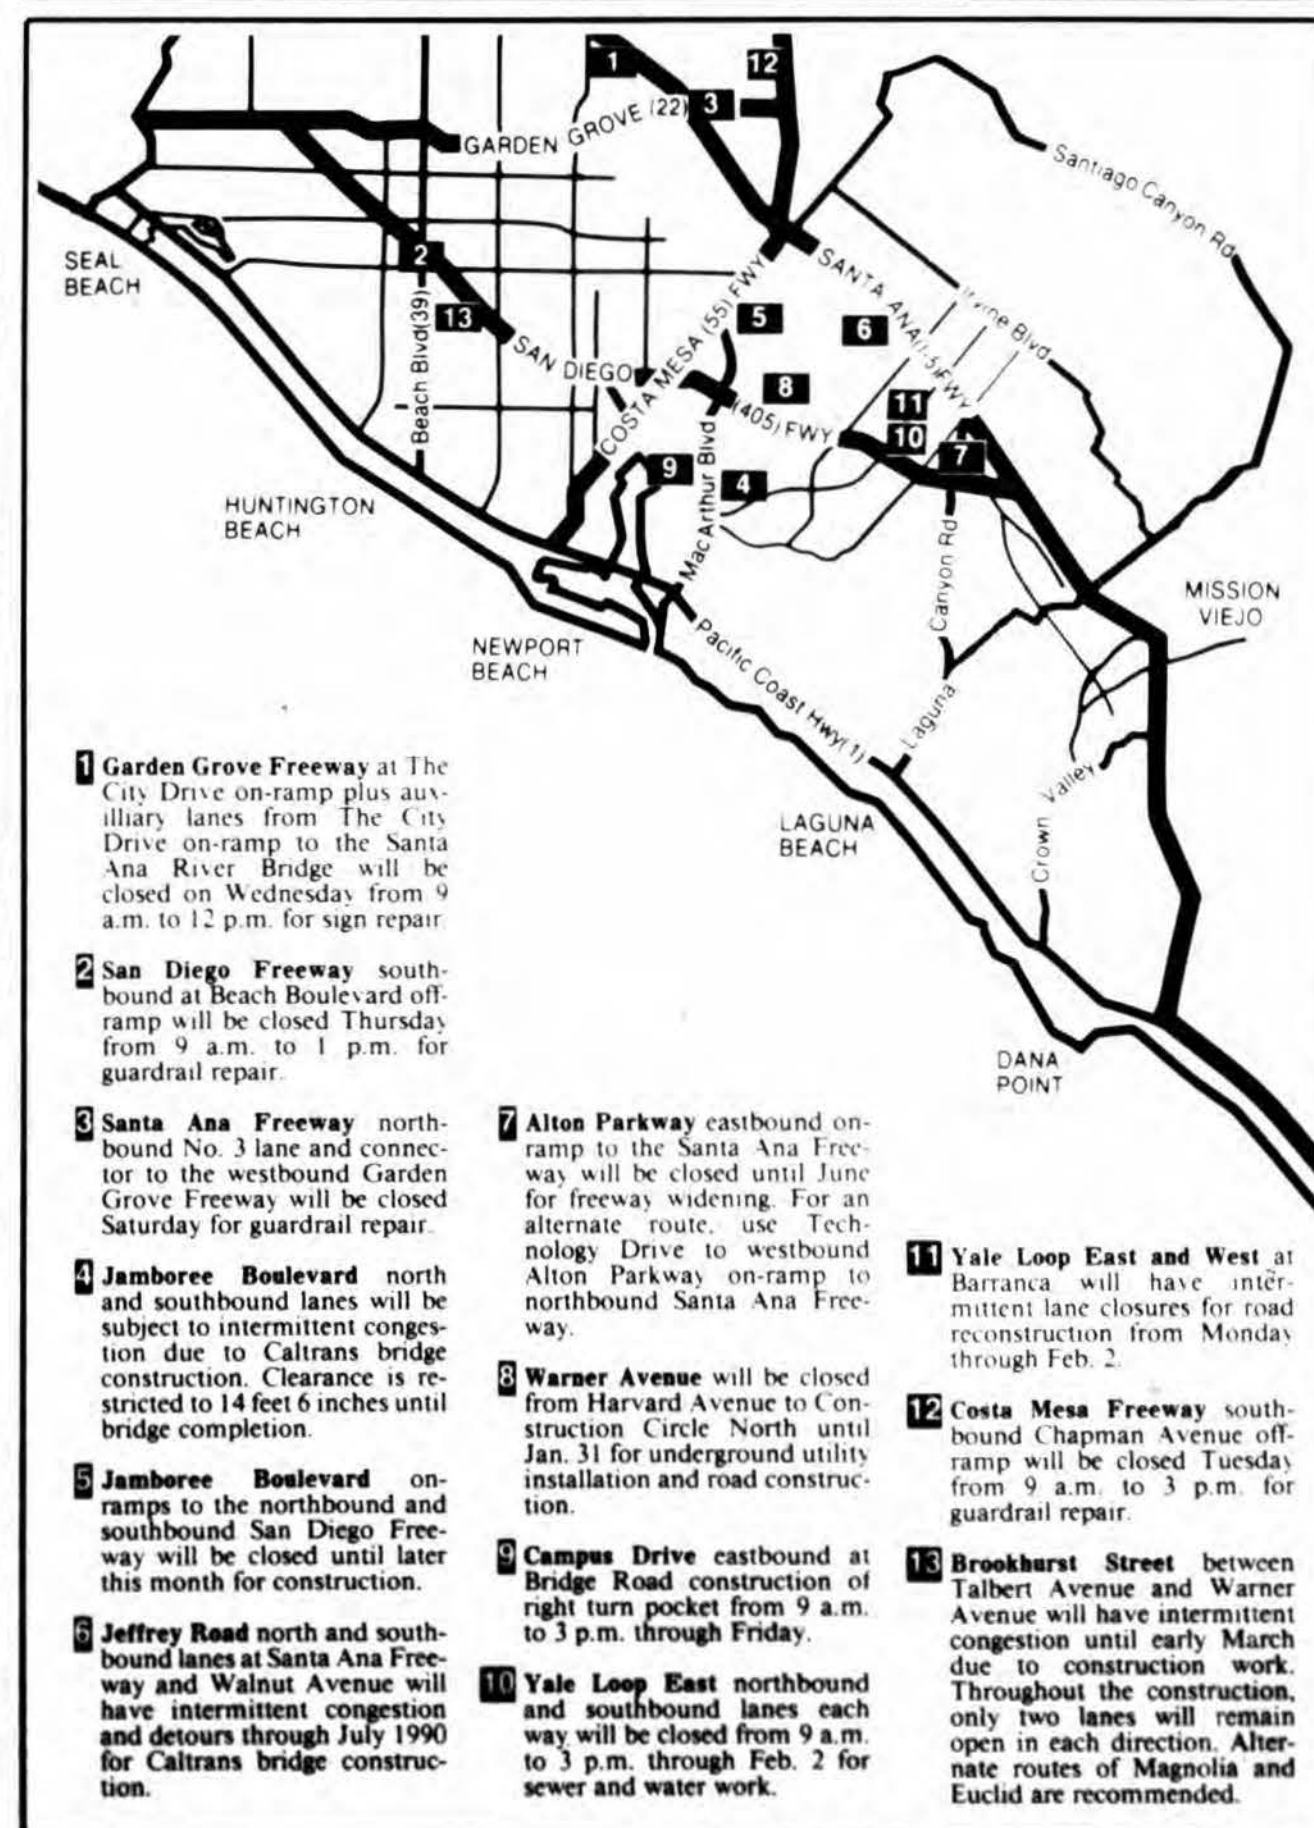 1
12
3
GARDEN GROVE (22)
Santiago Canyon Rd
SEAL
BEACH
2
13
Beach Blvd(39)
SAN DIEGO
COSTA MESA (55) FWY
SANTA ANA(I-5)FWY
Blvd
5
6
8
(405) FWY
11
10
7
9
4
MacArthur Blvd
HUNTINGTON
BEACH
NEWPORT
BEACH
Pacific Coast Hwy(1)
Laguna Canyon Rd
MISSION
VIEJO
Crown Valley
LAGUNA
BEACH
DANA
POINT
1 Garden Grove Freeway at The
City Drive on-ramp plus aux-
illiary lanes from The City
Drive on-ramp to the Santa
Ana River Bridge will be
closed on Wednesday from 9
a.m. to 12 p.m. for sign repair.
2 San Diego Freeway south-
bound at Beach Boulevard off-
ramp will be closed Thursday
from 9 a.m. to 1 p.m. for
guardrail repair.
3 Santa Ana Freeway north-
bound No. 3 lane and connec-
tor to the westbound Garden
Grove Freeway will be closed
Saturday for guardrail repair.
4 Jamboree Boulevard north
and southbound lanes will be
subject to intermittent conges-
tion due to Caltrans bridge
construction. Clearance is re-
stricted to 14 feet 6 inches until
bridge completion.
5 Jamboree Boulevard on-
ramps to the northbound and
southbound San Diego Free-
way will be closed until later
this month for construction.
6 Jeffrey Road north and south-
bound lanes at Santa Ana Free-
way and Walnut Avenue will
have intermittent congestion
and detours through July 1990
for Caltrans bridge construc-
tion.
7 Alton Parkway eastbound on-
ramp to the Santa Ana Free-
way will be closed until June
for freeway widening. For an
alternate route, use Tech-
nology Drive to westbound
Alton Parkway on-ramp to
northbound Santa Ana Free-
way.
8 Warner Avenue will be closed
from Harvard Avenue to Con-
struction Circle North until
Jan. 31 for underground utility
installation and road construc-
tion.
9 Campus Drive eastbound at
Bridge Road construction of
right turn pocket from 9 a.m.
to 3 p.m. through Friday.
10 Yale Loop East northbound
and southbound lanes each
way will be closed from 9 a.m.
to 3 p.m. through Feb. 2 for
sewer and water work.
11 Yale Loop East and West at
Barranca will have inter-
mittent lane closures for road
reconstruction from Monday
through Feb. 2.
12 Costa Mesa Freeway south-
bound Chapman Avenue off-
ramp will be closed Tuesday
from 9 a.m. to 3 p.m. for
guardrail repair.
13 Brookhurst Street between
Talbert Avenue and Warner
Avenue will have intermittent
congestion until early March
due to construction work.
Throughout the construction,
only two lanes will remain
open in each direction. Alter-
nate routes of Magnolia and
Euclid are recommended.